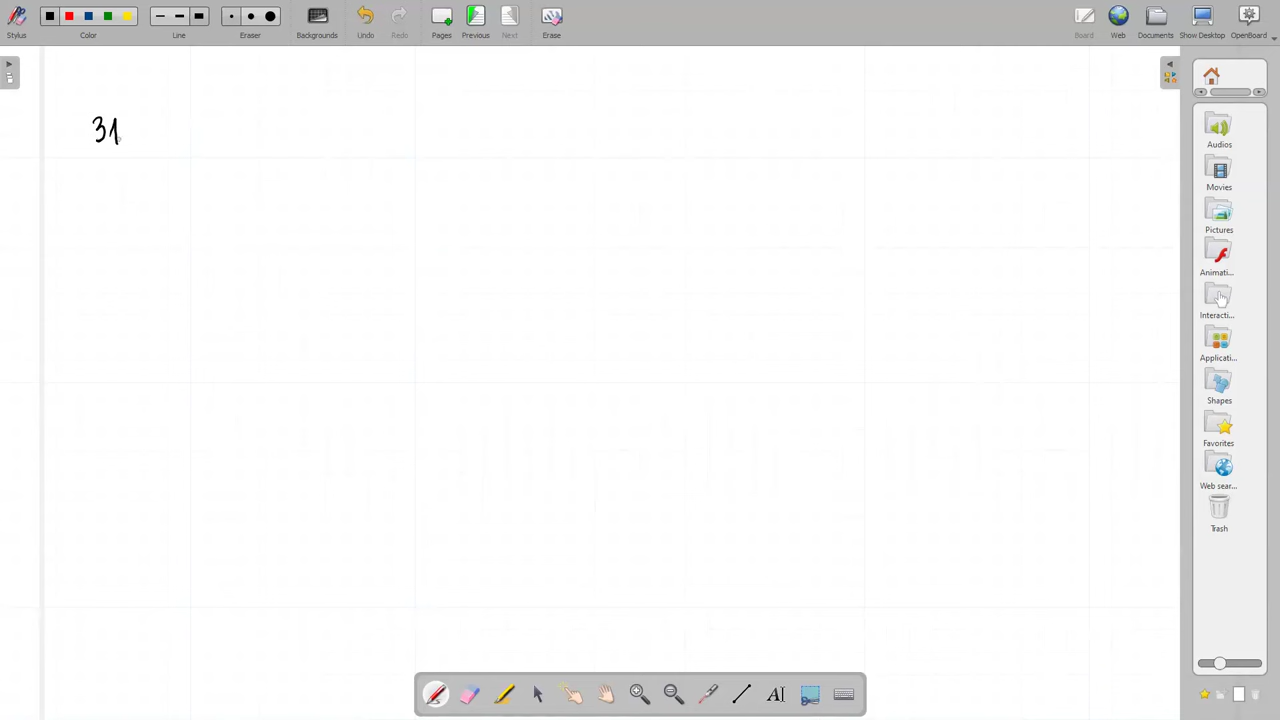 Stylus
Color
Line
Eraser
Backgrounds
Undo
Redo
Pages
Previous
Next
Erase
Board
Web
Documents
Show Desktop
OpenBoard
31
Audios
Movies
Pictures
Animati...
Interacti...
Applicati...
Shapes
Favorites
Web sear...
Trash
AI